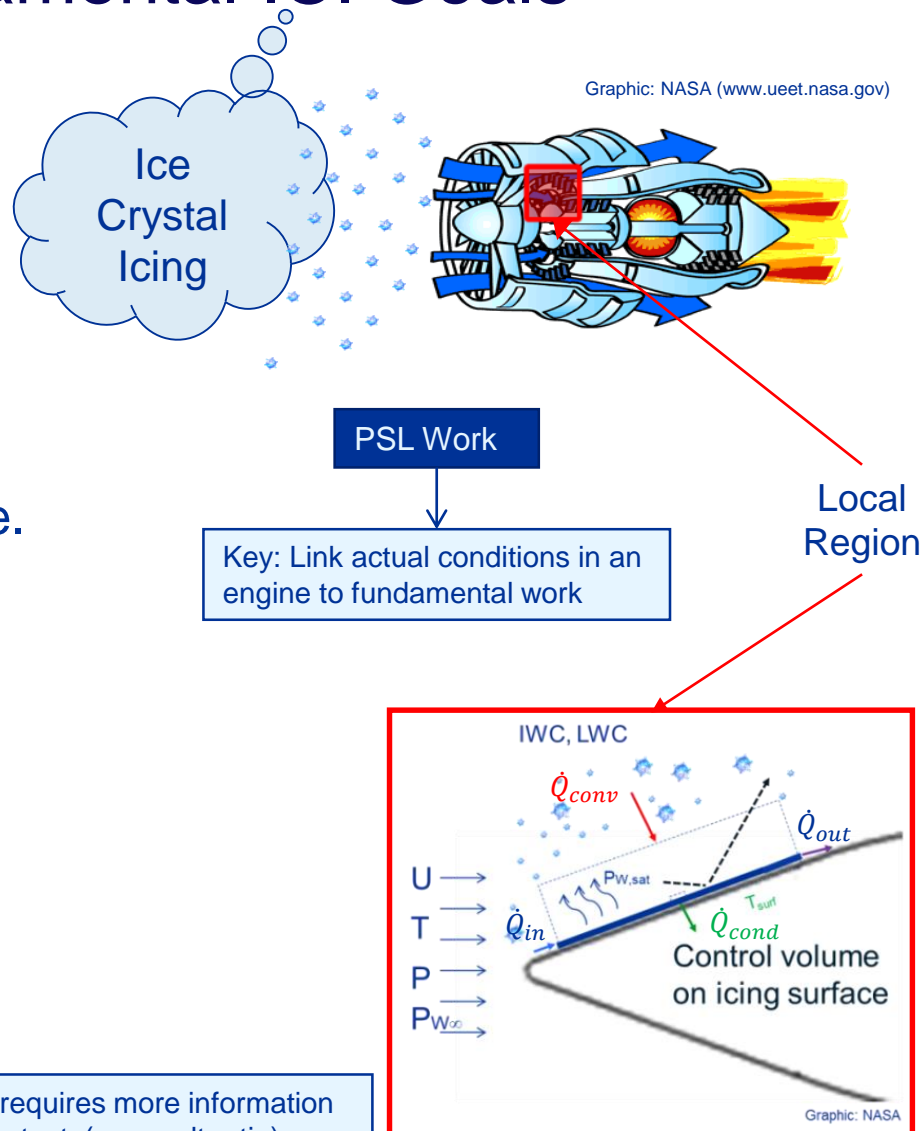 Graphic: NASA (www.ueet.nasa.gov)
Ice
Crystal
Icing
PSL Work
e.
Key: Link actual conditions in an
engine to fundamental work
Local
Region
IWC, LWC
Q̇conv
Q̇out
U
PW,sat
Tsurf
T
Q̇in
Q̇cond
P
Control volume
on icing surface
PW∞
requires more information
Graphic: NASA